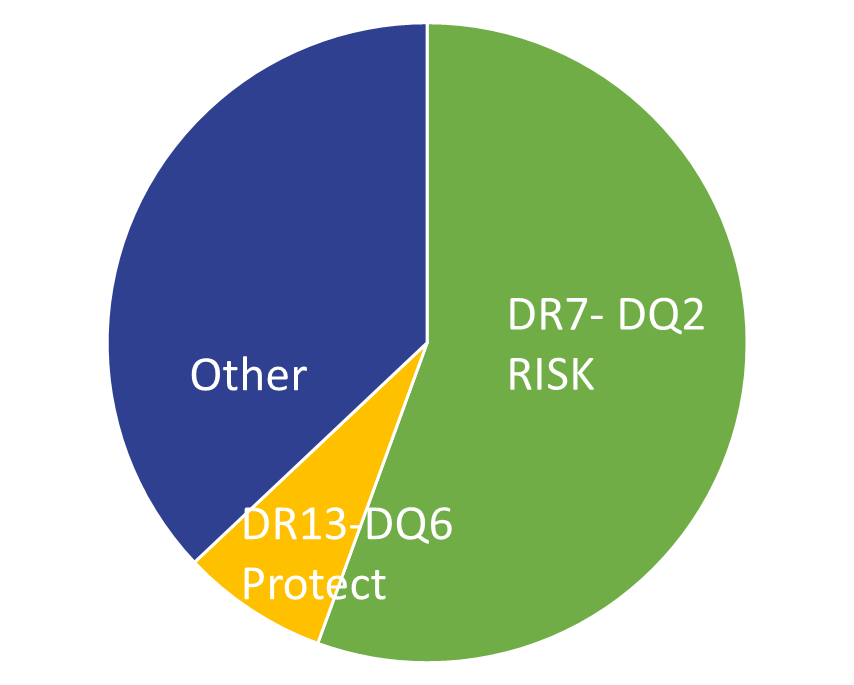 DR7- DQ2
RISK
Other
DR13-DQ6
Protect